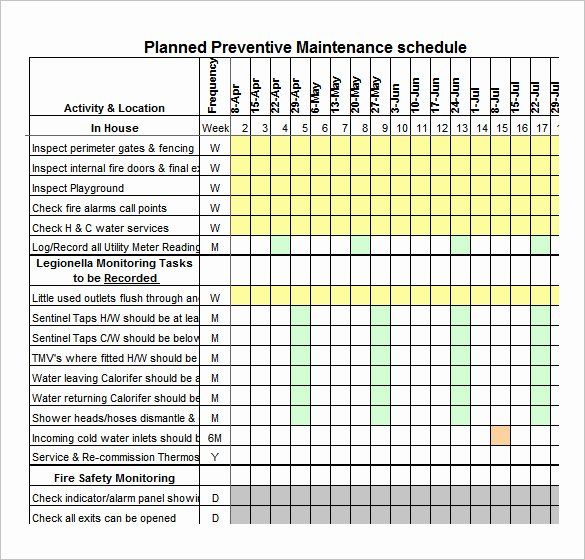 Planned Preventive Maintenance schedule
Activity & Location Frequency 8-Apr 15-Apr 22-Apr 29-Apr 6-May 13-May 20-May 27-May 3-Jun 10-Jun 17-Jun 24-Jun 1-Jul 8-Jul 15-Jul 22-Jul 29-Jul
In House Week 2 3 4 5 6 7 8 9 10 11 12 13 14 15 16 17
Inspect perimeter gates & fencing W
Inspect internal fire doors & final e W
Inspect Playground W
Check fire alarms call points W
Check H & C water services W
Log/Record all Utility Meter Reading M
Legionella Monitoring Tasks
to be Recorded
Little used outlets flush through an W
Sentinel Taps H/W should be at lea M
Sentinel Taps C/W should be below M
TMV's where fitted H/W should be M
Water leaving Calorifer should be a M
Water returning Calorifer should be M
Shower heads/hoses dismantle & M
Incoming cold water inlets should b 6M
Service & Re-commission Thermos Y
Fire Safety Monitoring
Check indicator/alarm panel showi D
Check all exits can be opened D